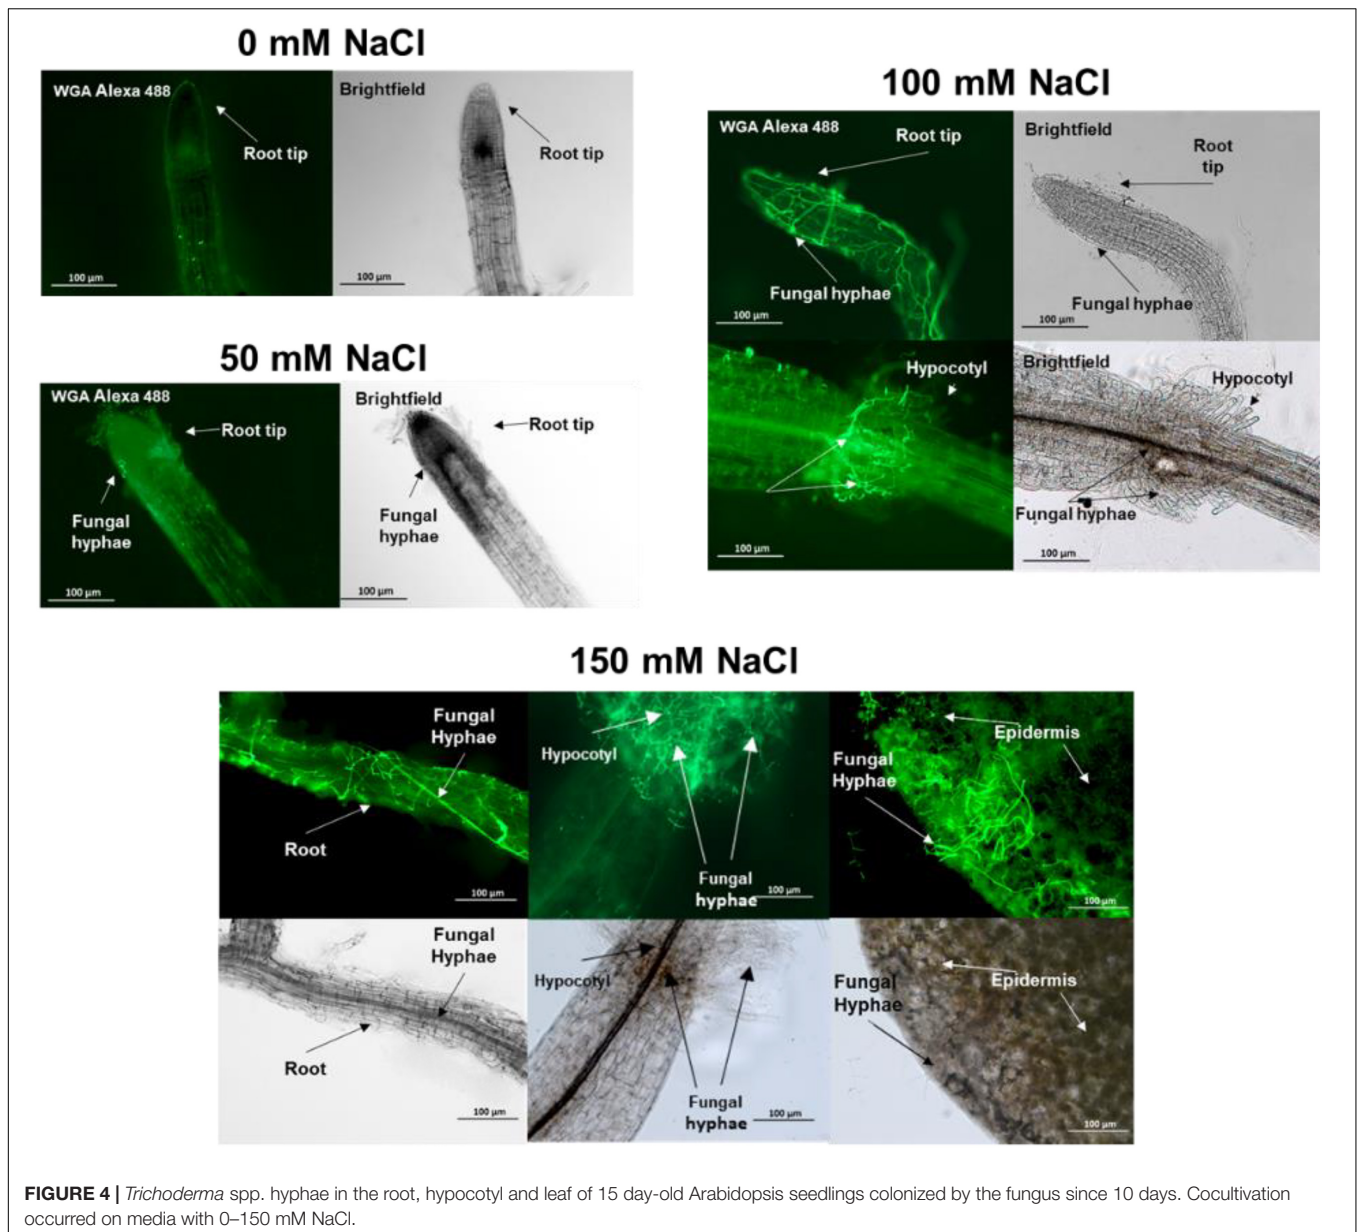 0 mM NaCl
WGA Alexa 488
Root tip
100 µm
Brightfield
Root tip
100 µm
50 mM NaCl
WGA Alexa 488
Root tip
Fungal
hyphae
100 µm
Brightfield
Root tip
Fungal
hyphae
100 µm
100 mM NaCl
WGA Alexa 488
Root
tip
Fungal hyphae
100 µm
Brightfield
Root
tip
Fungal hyphae
100 µm
Hypocotyl
100 µm
Brightfield
Hypocotyl
Fungal hyphae
100 µm
150 mM NaCl
Fungal
Hyphae
Root
100 µm
Hypocotyl
Fungal
hyphae
100 µm
Epidermis
Fungal
Hyphae
100 µm
Fungal
Hyphae
Root
100 µm
Hypocotyl
Fungal
hyphae
100 µm
Fungal
Hyphae
Epidermis
100 µm
FIGURE 4 | Trichoderma spp. hyphae in the root, hypocotyl and leaf of 15 day-old Arabidopsis seedlings colonized by the fungus since 10 days. Cocultivation
occurred on media with 0–150 mM NaCl.